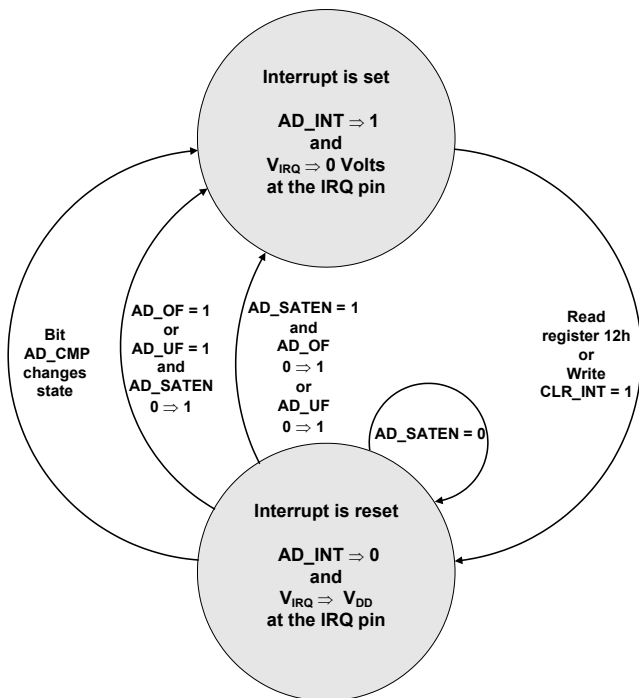 Interrupt is set
AD_INT ⇒ 1
and
VIRQ ⇒ 0 Volts
at the IRQ pin
Bit
AD_CMP
changes
state
AD_OF = 1
or
AD_UF = 1
and
AD_SATEN
0 ⇒ 1
AD_SATEN = 1
and
AD_OF
0 ⇒ 1
or
AD_UF
0 ⇒ 1
Read
register 12h
or
Write
CLR_INT = 1
AD_SATEN = 0
Interrupt is reset
AD_INT ⇒ 0
and
VIRQ ⇒ VDD
at the IRQ pin